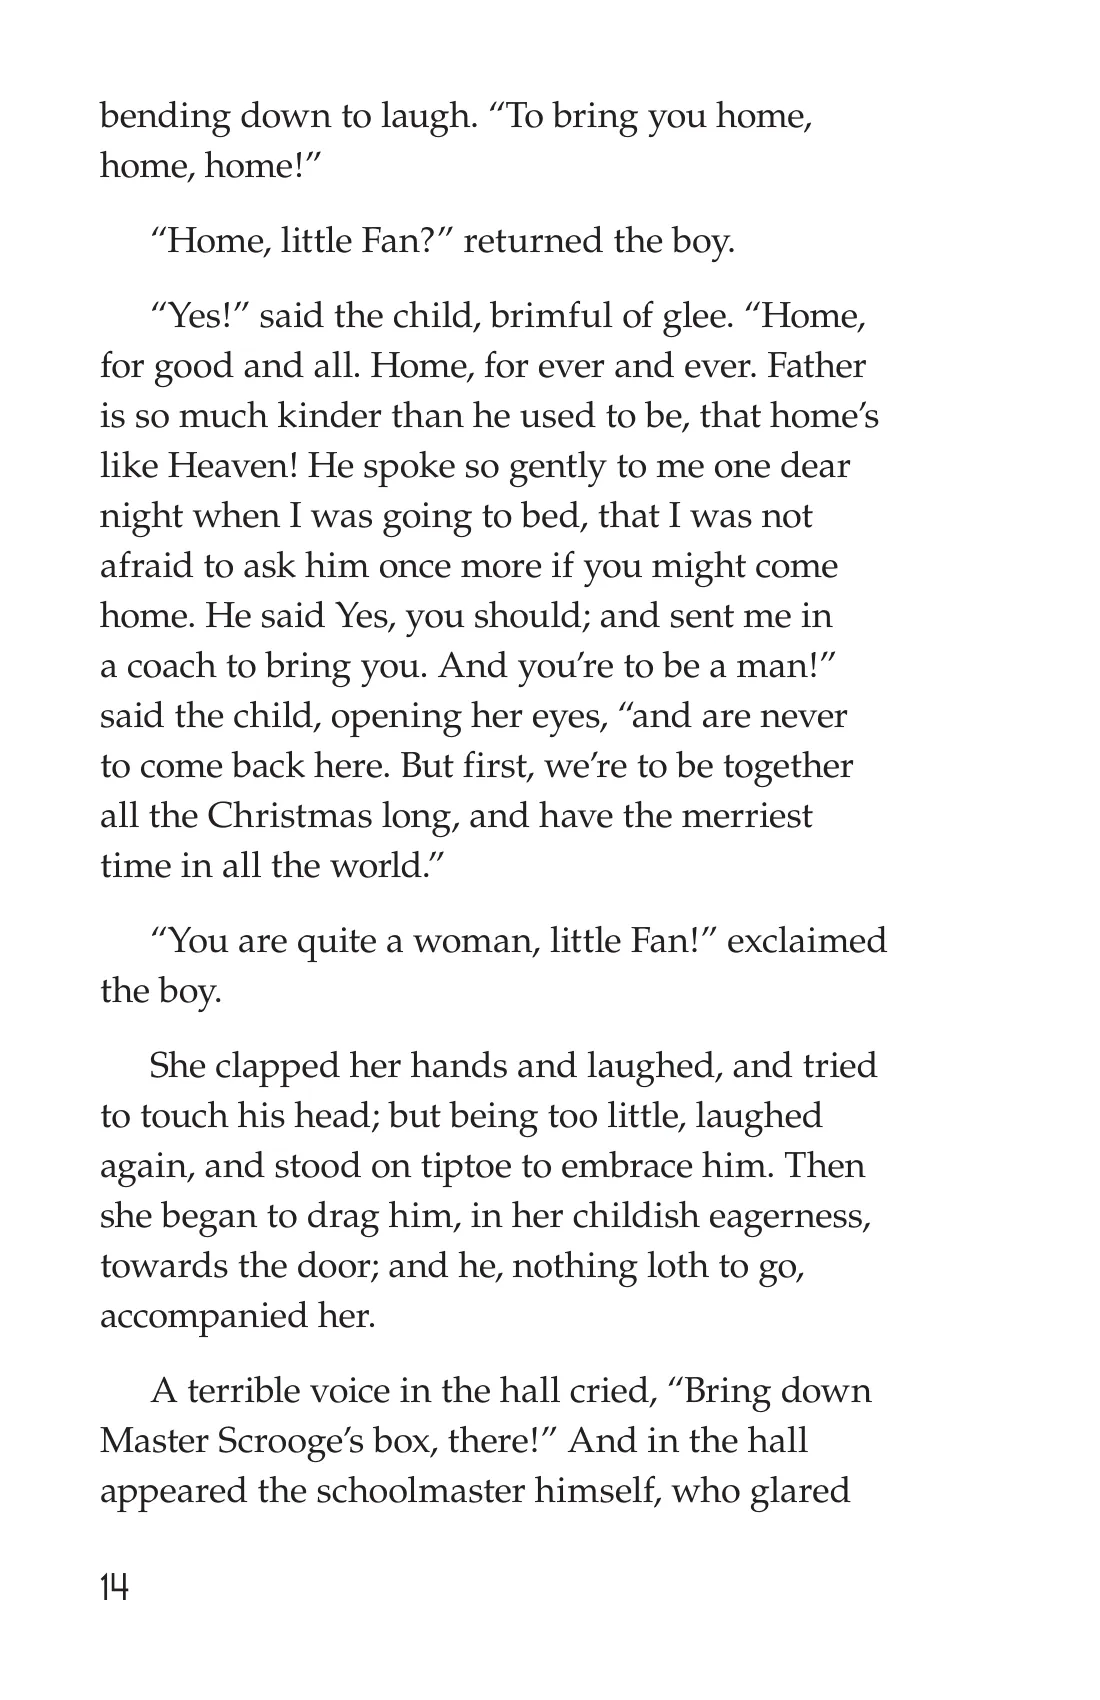 bending down to laugh. “To bring you home,
home, home!”
“Home, little Fan?” returned the boy.
“Yes!” said the child, brimful of glee. “Home,
for good and all. Home, for ever and ever. Father
is so much kinder than he used to be, that home’s
like Heaven! He spoke so gently to me one dear
night when I was going to bed, that I was not
afraid to ask him once more if you might come
home. He said Yes, you should; and sent me in
a coach to bring you. And you’re to be a man!”
said the child, opening her eyes, “and are never
to come back here. But first, we’re to be together
all the Christmas long, and have the merriest
time in all the world.”
“You are quite a woman, little Fan!” exclaimed
the boy.
She clapped her hands and laughed, and tried
to touch his head; but being too little, laughed
again, and stood on tiptoe to embrace him. Then
she began to drag him, in her childish eagerness,
towards the door; and he, nothing loth to go,
accompanied her.
A terrible voice in the hall cried, “Bring down
Master Scrooge’s box, there!” And in the hall
appeared the schoolmaster himself, who glared
14